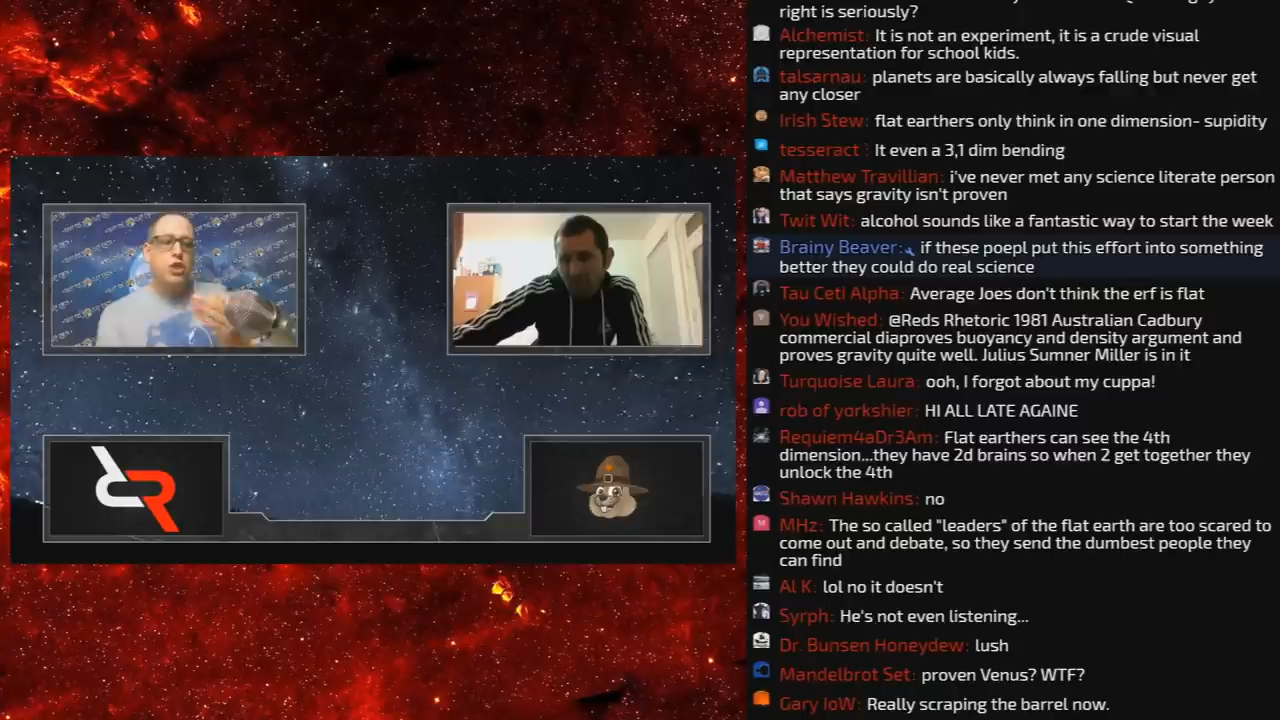 right is seriously?
Alchemist: It is not an experiment, it is a crude visual
representation for school kids.
talsarnau: planets are basically always falling but never get
any closer
Irish Stew: flat earthers only think in one dimension- supidity
tesseract : It even a 3,1 dim bending
Matthew Travillian: i've never met any science literate person
that says gravity isn't proven
Twit Wit: alcohol sounds like a fantastic way to start the week
Brainy Beaver: if these poepl put this effort into something
better they could do real science
Tau Ceti Alpha: Average Joes don't think the erf is flat
You Wished: @Reds Rhetoric 1981 Australian Cadbury
commercial diaproves buoyancy and density argument and
proves gravity quite well. Julius Sumner Miller is in it
Turquoise Laura: ooh, I forgot about my cuppa!
rob of yorkshier: HI ALL LATE AGAINE
Requiem4aDr3Am: Flat earthers can see the 4th
dimension...they have 2d brains so when 2 get together they
unlock the 4th
Shawn Hawkins: no
MHz: The so called "leaders" of the flat earth are too scared to
come out and debate, so they send the dumbest people they
can find
Al K: lol no it doesn't
Syrph: He's not even listening...
Dr. Bunsen Honeydew: lush
Mandelbrot Set: proven Venus? WTF?
Gary IoW: Really scraping the barrel now.